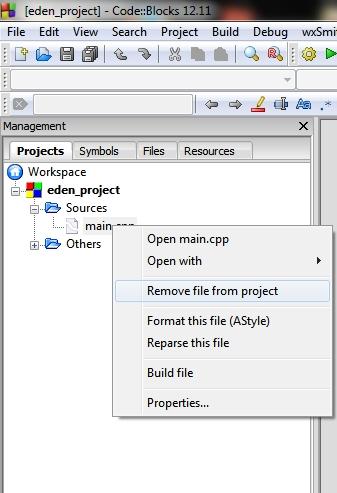 [eden_project] - Code::Blocks 12.11
File Edit View Search Project Build Debug wxSmit
Aa .*
Management
Projects Symbols Files Resources
Workspace
eden_project
Sources
main.cpp
Others
Open main.cpp
Open with
Remove file from project
Format this file (AStyle)
Reparse this file
Build file
Properties...